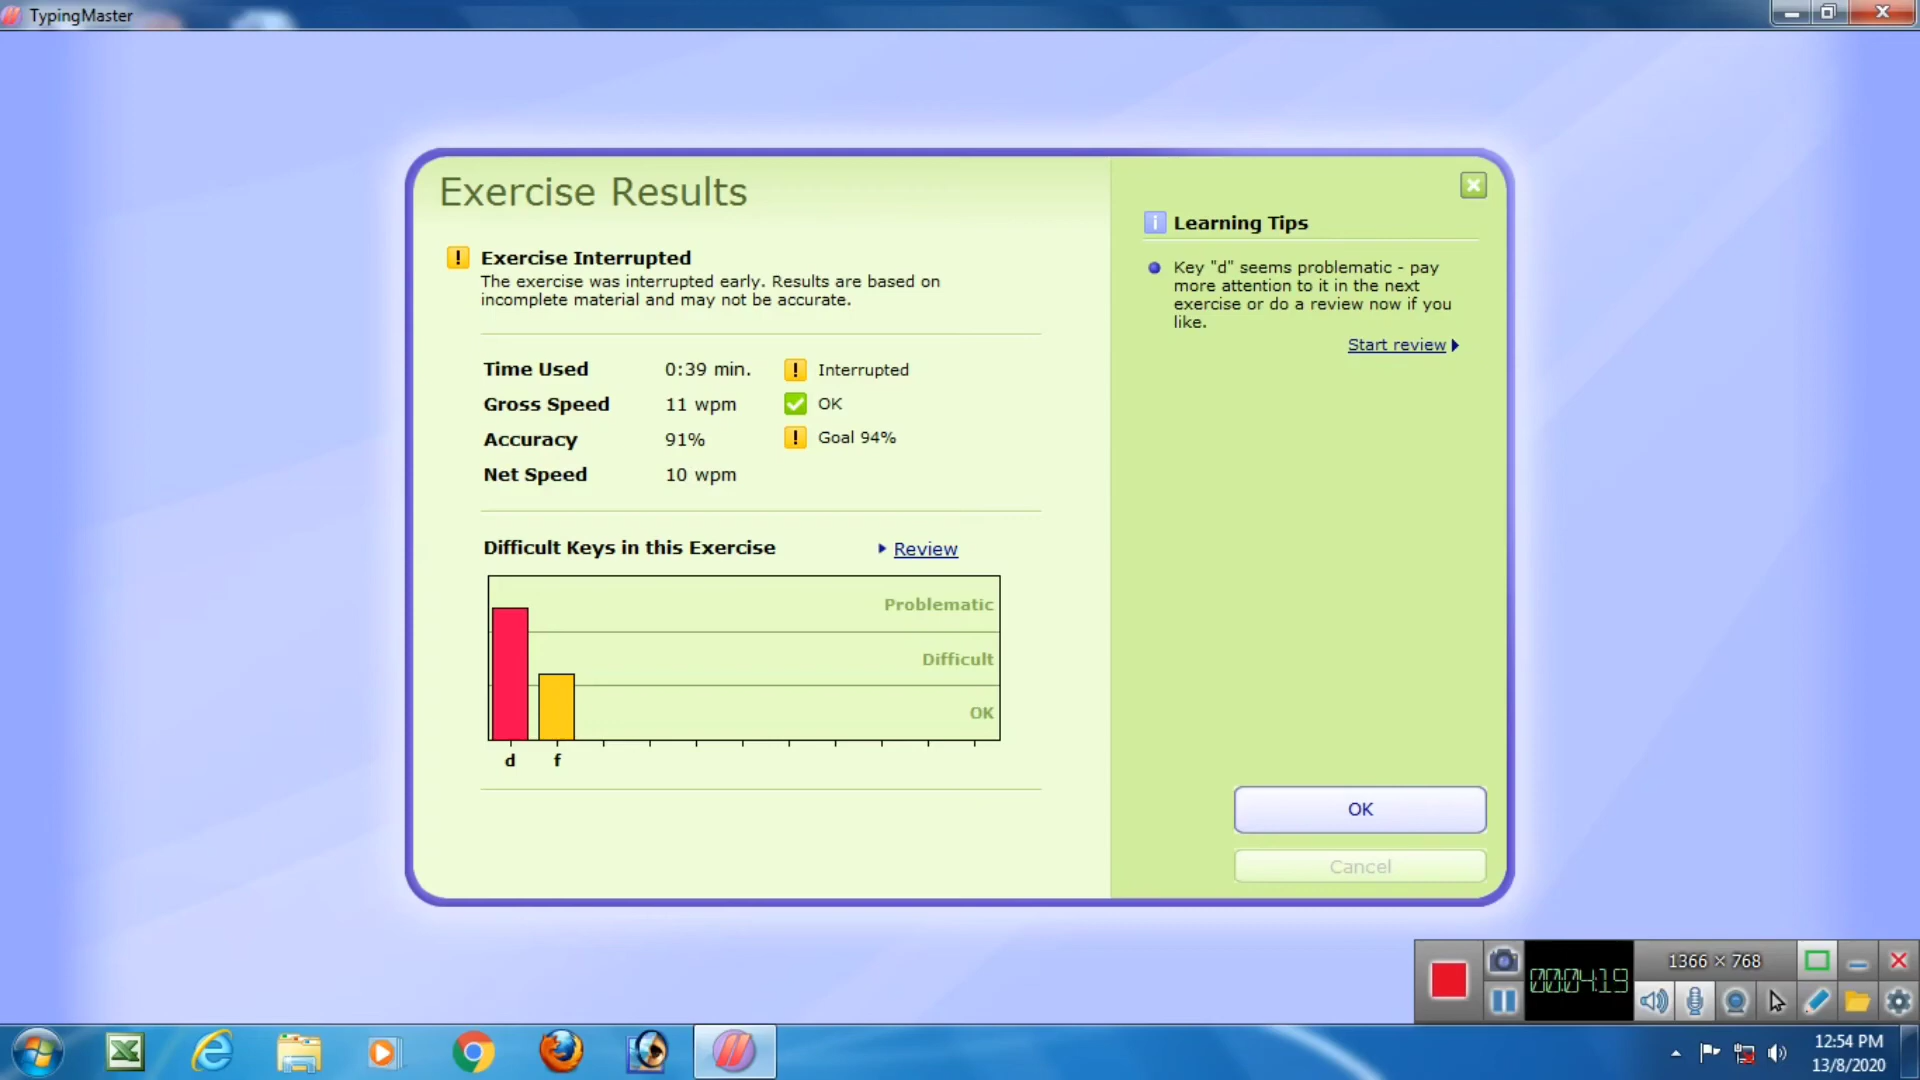 TypingMaster
Exercise Results
Exercise Interrupted
The exercise was interrupted early. Results are based on
incomplete material and may not be accurate.
Time Used 0:39 min. Interrupted
Gross Speed 11 wpm OK
Accuracy 91% Goal 94%
Net Speed 10 wpm
Difficult Keys in this Exercise Review
Problematic
Difficult
OK
d f
Learning Tips
Key "d" seems problematic - pay
more attention to it in the next
exercise or do a review now if you
like.
Start review
OK
Cancel
1366 × 768
00:04:19
12:54 PM
13/8/2020